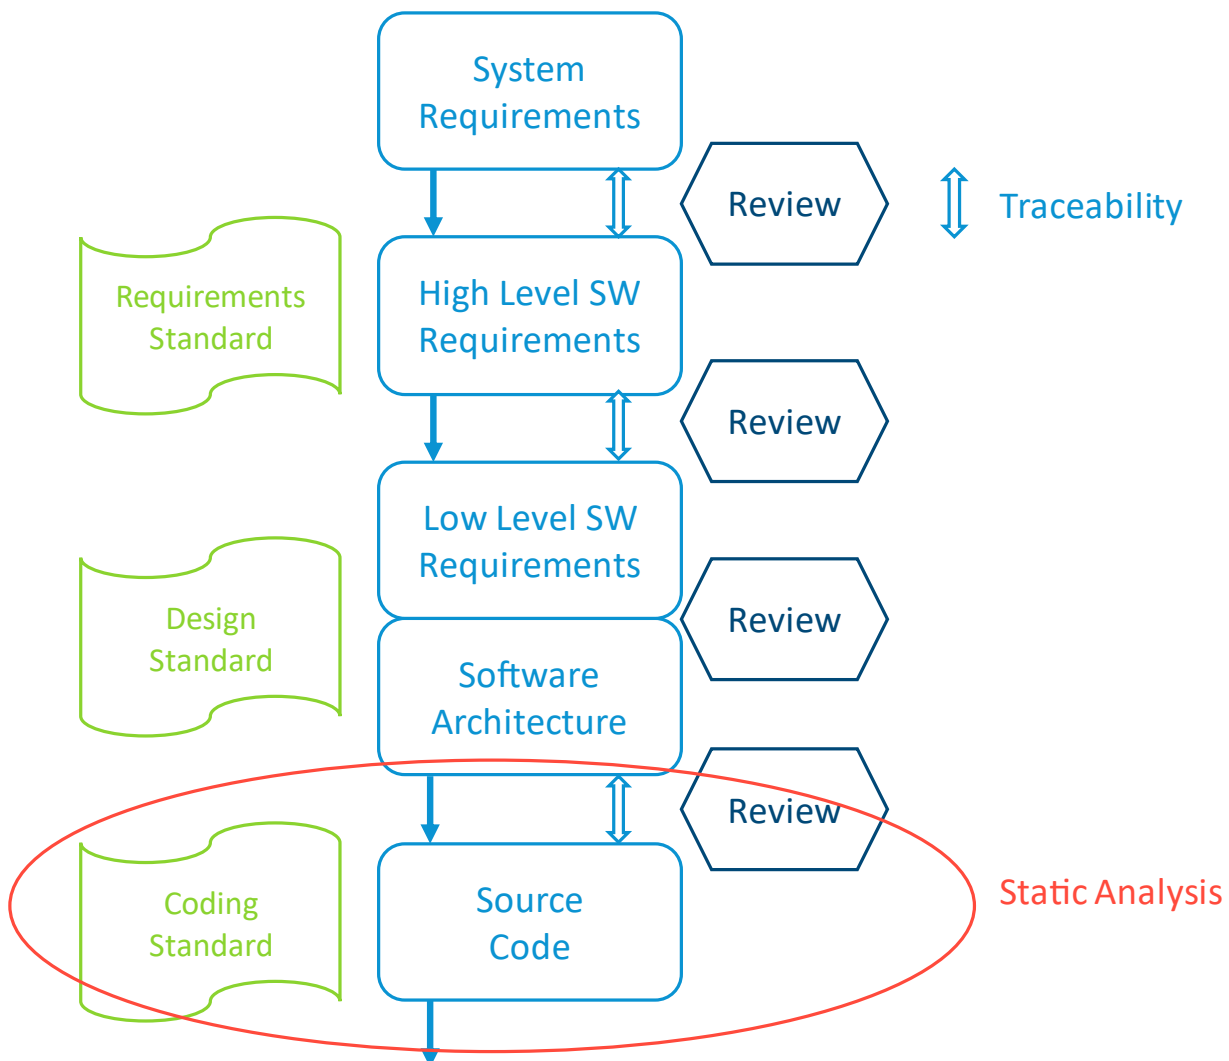 System
Requirements
Review
Traceability
Requirements
Standard
High Level SW
Requirements
Review
Low Level SW
Requirements
Design
Standard
Review
Software
Architecture
Review
Coding
Standard
Source
Code
Static Analysis